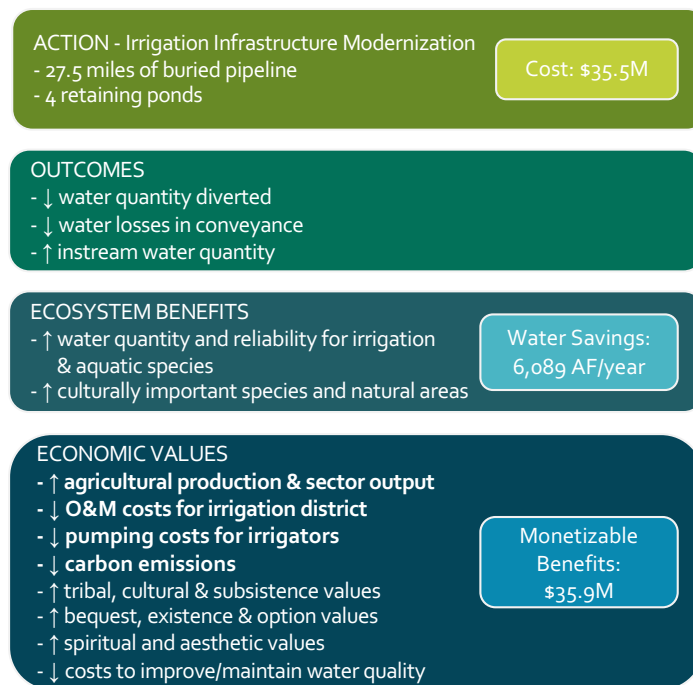 ACTION - Irrigation Infrastructure Modernization
- 27.5 miles of buried pipeline
- 4 retaining ponds
Cost: $35.5M
OUTCOMES
- ↓ water quantity diverted
- ↓ water losses in conveyance
- ↑ instream water quantity
ECOSYSTEM BENEFITS
- ↑ water quantity and reliability for irrigation
& aquatic species
- ↑ culturally important species and natural areas
Water Savings:
6,089 AF/year
ECONOMIC VALUES
- ↑ agricultural production & sector output
- ↓ O&M costs for irrigation district
- ↓ pumping costs for irrigators
- ↓ carbon emissions
- ↑ tribal, cultural & subsistence values
- ↑ bequest, existence & option values
- ↑ spiritual and aesthetic values
- ↓ costs to improve/maintain water quality
Monetizable
Benefits:
$35.9M